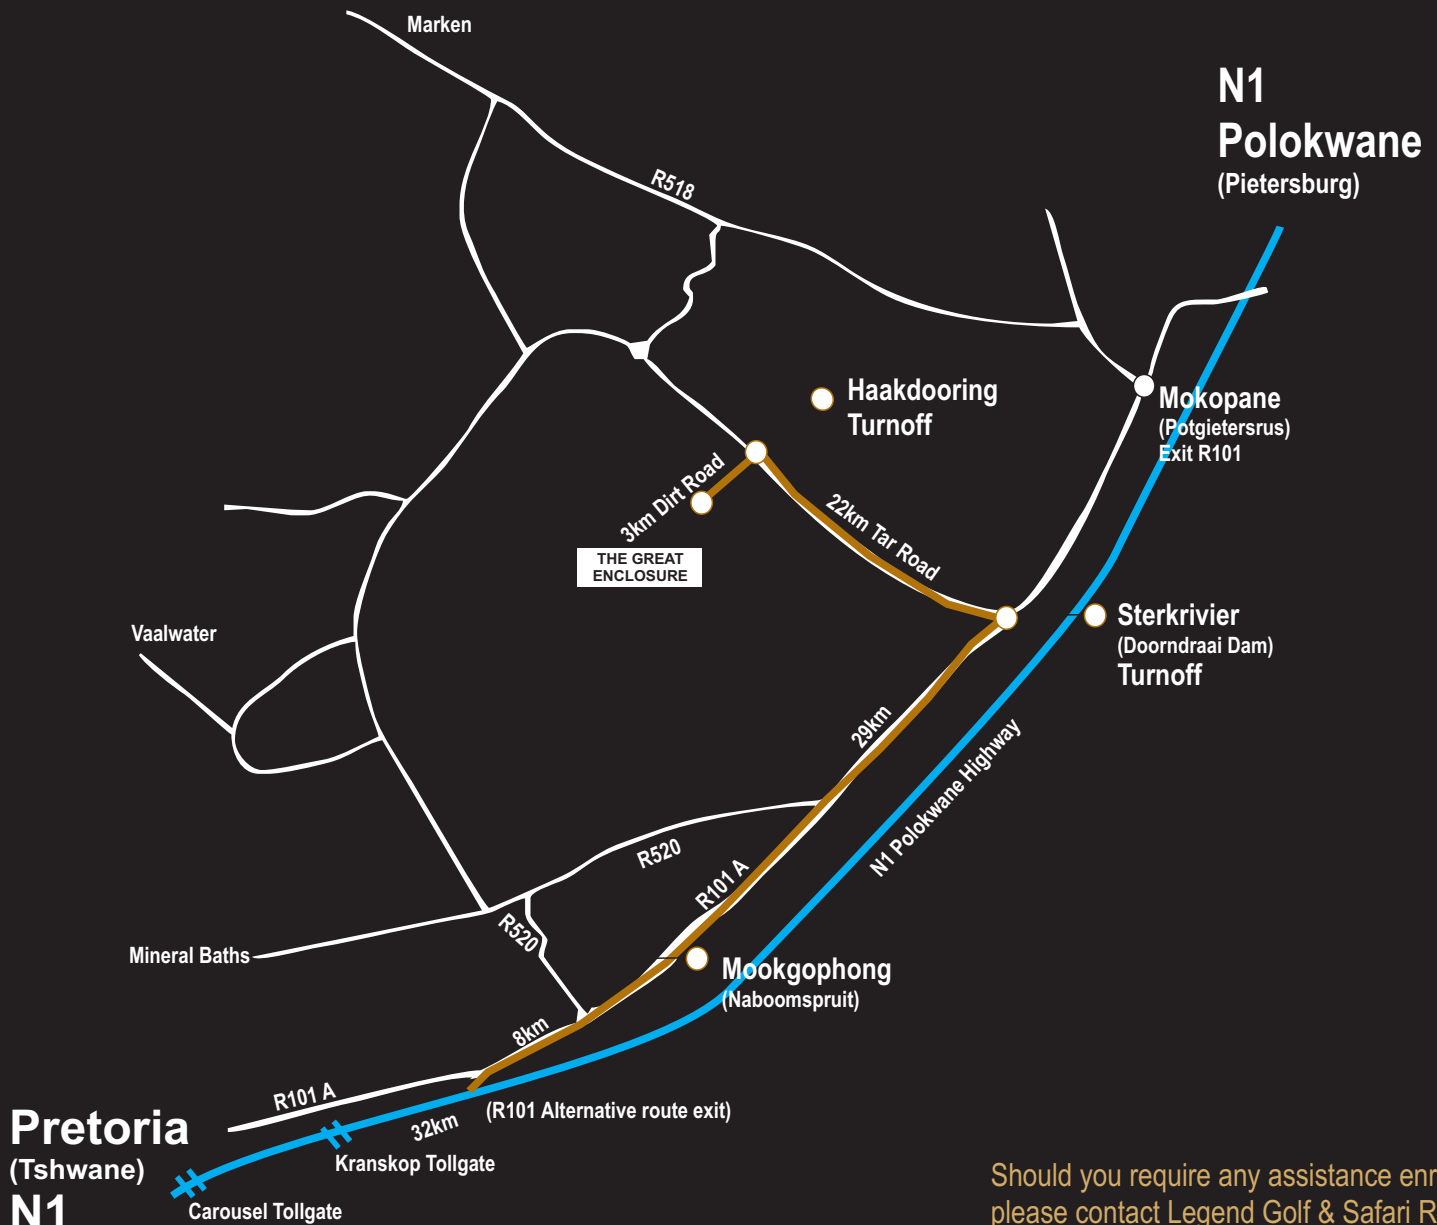 Marken
N1
Polokwane
(Pietersburg)
R518
Haakdooring
Turnoff
Mokopane
(Potgietersrus)
Exit R101
3km Dirt Road
22km Tar Road
THE GREAT
ENCLOSURE
Sterkrivier
(Doorndraai Dam)
Turnoff
Vaalwater
29km
N1 Polokwane Highway
R520
R101 A
R520
Mineral Baths
Mookgophong
(Naboomspruit)
8km
R101 A
(R101 Alternative route exit)
32km
Pretoria
(Tshwane)
N1
Kranskop Tollgate
Carousel Tollgate
Should you require any assistance
please contact Legend Golf & Safari